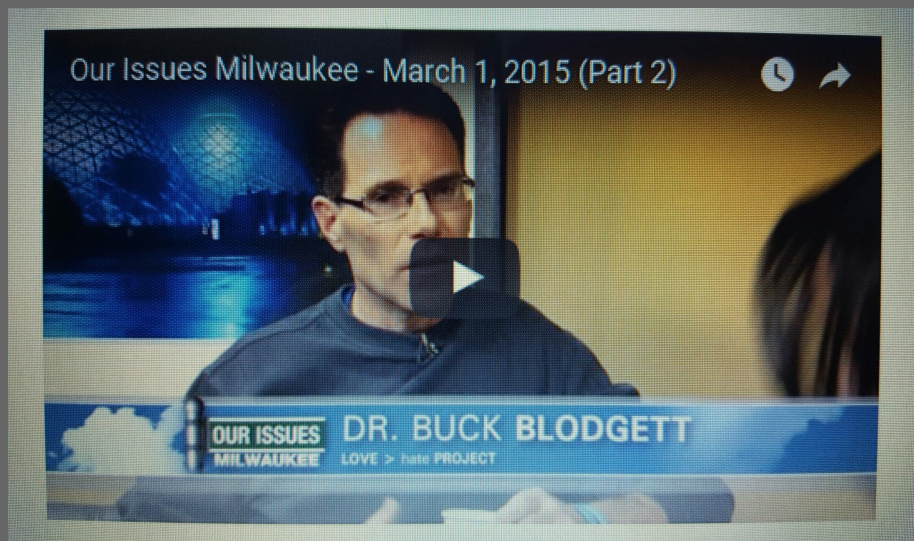 Our Issues Milwaukee - March 1, 2015 (Part 2)
OUR ISSUES
MILWAUKEE
DR. BUCK BLODGETT
LOVE > hate PROJECT